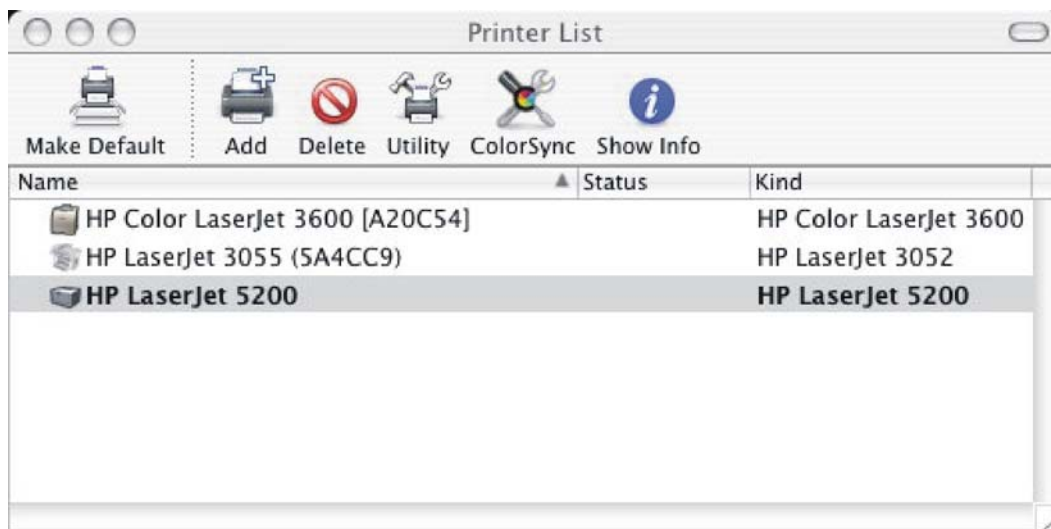 Printer List
Make Default Add Delete Utility ColorSync Show Info
Name Status Kind
HP Color LaserJet 3600 [A20C54] HP Color LaserJet 3600
HP LaserJet 3055 (5A4CC9) HP LaserJet 3052
HP LaserJet 5200 HP LaserJet 5200